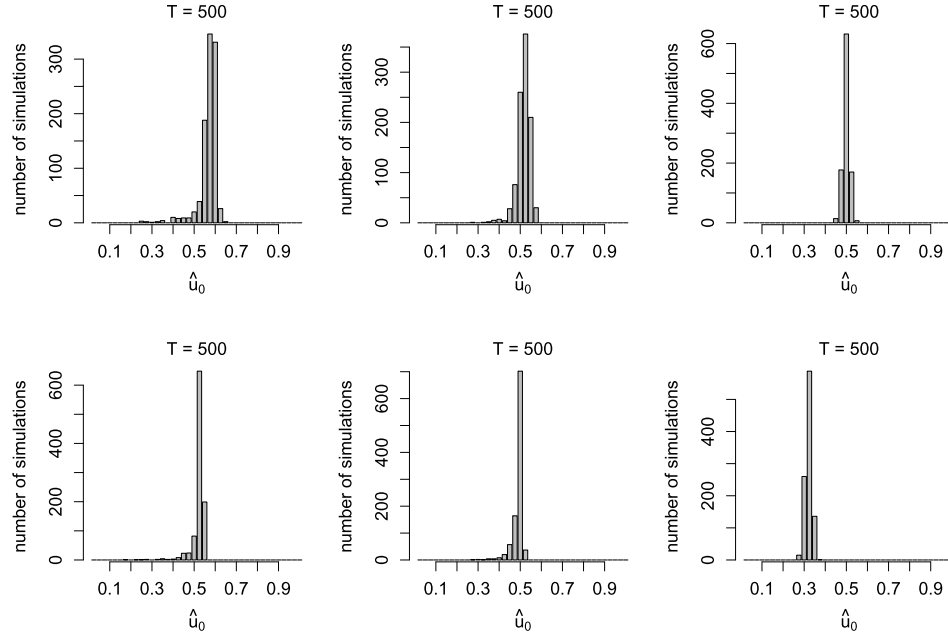 T = 500
number of simulations
0 100 200 300
0.1 0.3 0.5 0.7 0.9
û₀
T = 500
number of simulations
0 100 200 300
0.1 0.3 0.5 0.7 0.9
û₀
T = 500
number of simulations
0 200 400 600
0.1 0.3 0.5 0.7 0.9
û₀
T = 500
number of simulations
0 200 400 600
0.1 0.3 0.5 0.7 0.9
û₀
T = 500
number of simulations
0 200 400 600
0.1 0.3 0.5 0.7 0.9
û₀
T = 500
number of simulations
0 200 400
0.1 0.3 0.5 0.7 0.9
û₀